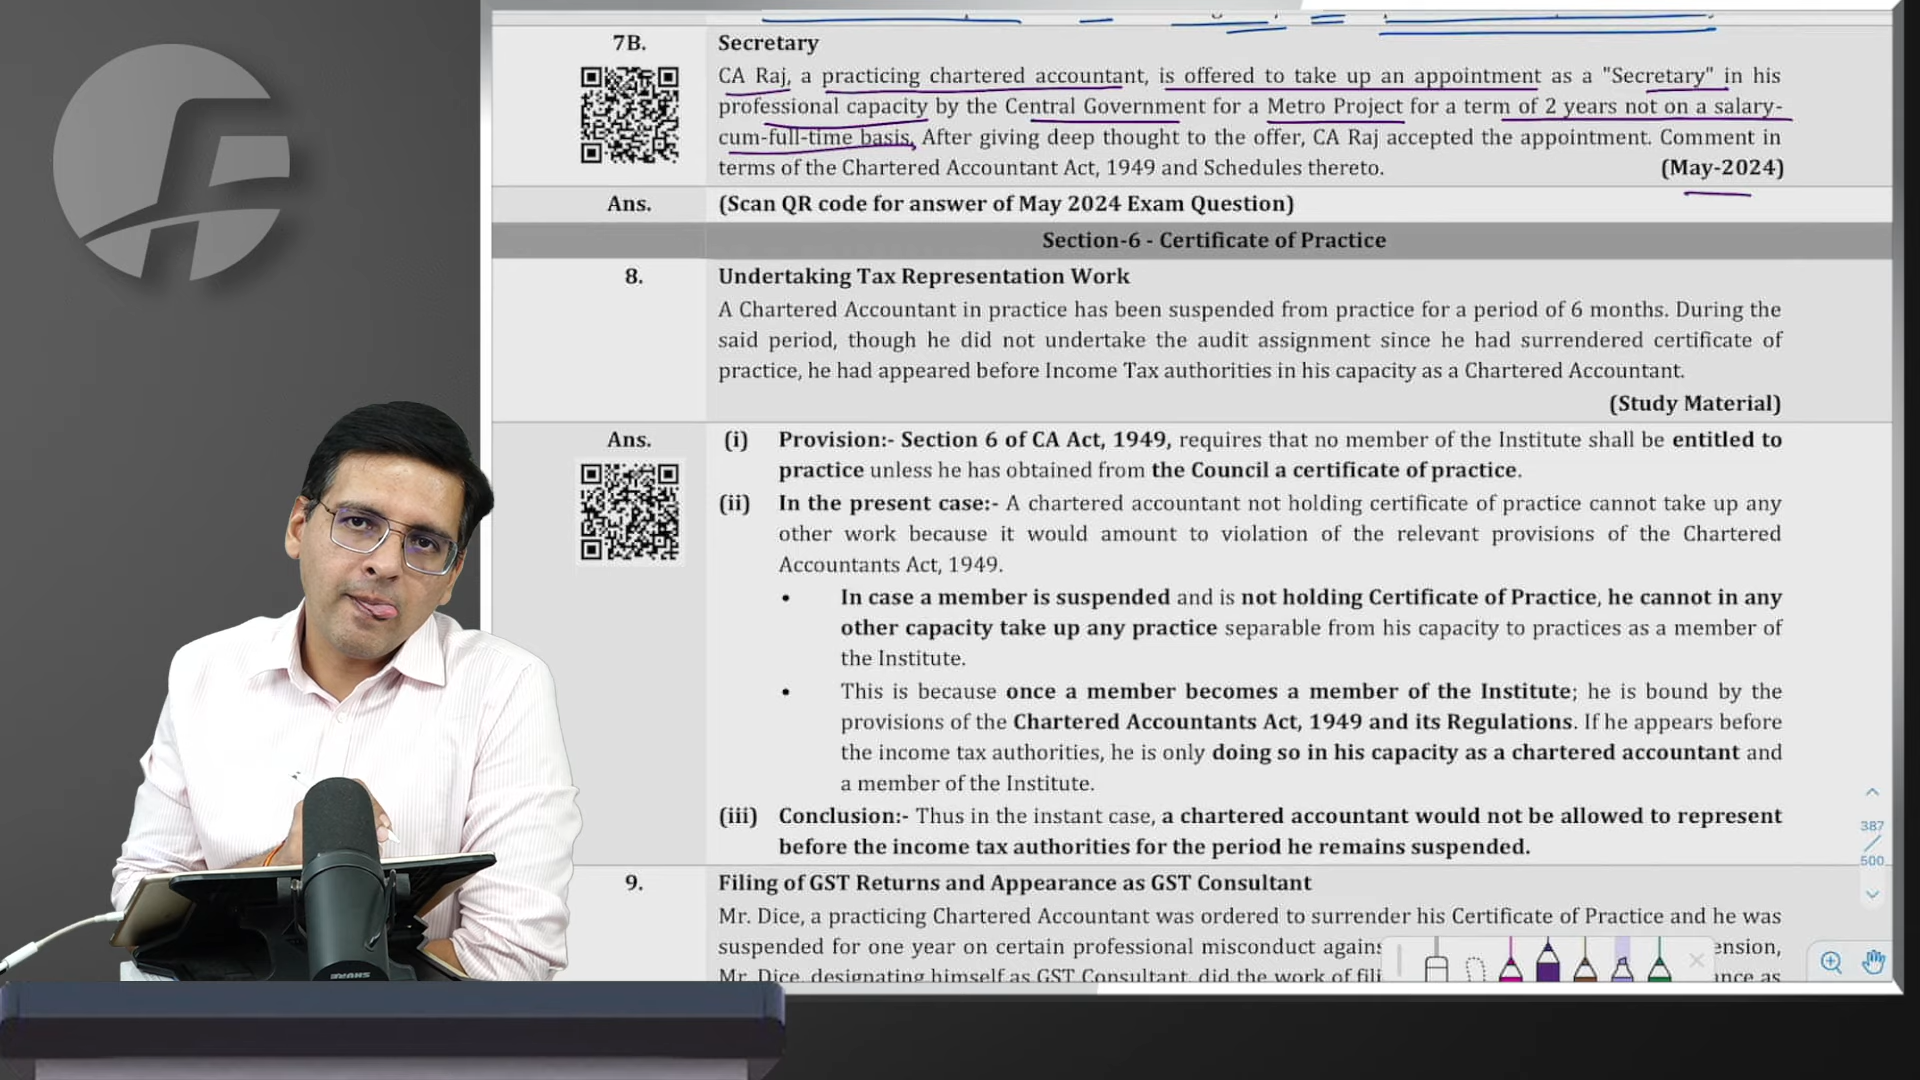 7B.
Secretary
CA Raj, a practicing chartered accountant, is offered to take up an appointment as a "Secretary" in his
professional capacity by the Central Government for a Metro Project for a term of 2 years not on a salary-
cum-full-time basis. After giving deep thought to the offer, CA Raj accepted the appointment. Comment in
terms of the Chartered Accountant Act, 1949 and Schedules thereto. (May-2024)
Ans.
(Scan QR code for answer of May 2024 Exam Question)
Section-6 - Certificate of Practice
8.
Undertaking Tax Representation Work
A Chartered Accountant in practice has been suspended from practice for a period of 6 months. During the
said period, though he did not undertake the audit assignment since he had surrendered certificate of
practice, he had appeared before Income Tax authorities in his capacity as a Chartered Accountant.
(Study Material)
Ans.
(i) Provision:- Section 6 of CA Act, 1949, requires that no member of the Institute shall be entitled to
practice unless he has obtained from the Council a certificate of practice.
(ii) In the present case:- A chartered accountant not holding certificate of practice cannot take up any
other work because it would amount to violation of the relevant provisions of the Chartered
Accountants Act, 1949.
• In case a member is suspended and is not holding Certificate of Practice, he cannot in any
other capacity take up any practice separable from his capacity to practices as a member of
the Institute.
• This is because once a member becomes a member of the Institute; he is bound by the
provisions of the Chartered Accountants Act, 1949 and its Regulations. If he appears before
the income tax authorities, he is only doing so in his capacity as a chartered accountant and
a member of the Institute.
(iii) Conclusion:- Thus in the instant case, a chartered accountant would not be allowed to represent
before the income tax authorities for the period he remains suspended.
387
/
500
9.
Filing of GST Returns and Appearance as GST Consultant
Mr. Dice, a practicing Chartered Accountant was ordered to surrender his Certificate of Practice and he was
suspended for one year on certain professional misconduct
Mr. Dice, designating himself as GST Consultant, did the work of
SHURE